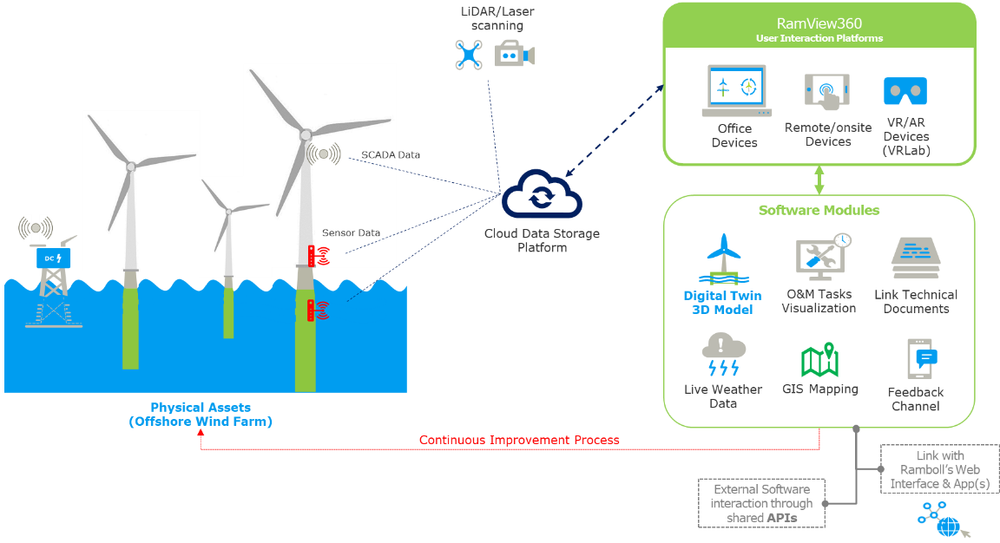 LiDAR/Laser
scanning
RamView360
User Interaction Platforms
Office
Devices
Remote/onsite
Devices
VR/AR
Devices
(VRLab)
SCADA Data
Sensor Data
DC
Cloud Data Storage
Platform
Software Modules
Digital Twin
3D Model
O&M Tasks
Visualization
Link Technical
Documents
Live Weather
Data
GIS Mapping
Feedback
Channel
Physical Assets
(Offshore Wind Farm)
Continuous Improvement Process
Link with
Ramboll's Web
Interface & App(s)
External Software
interaction through
shared APIs